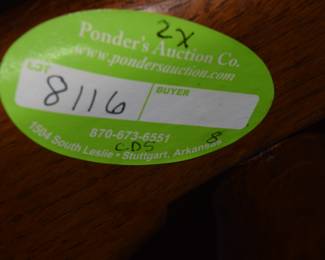 2x
Ponder's Auction Co.
www.pondersauction.com
LOT
8116
BUYER
870-673-6551
CDS
8
1504 South Leslie • Stuttgart, Arkansas